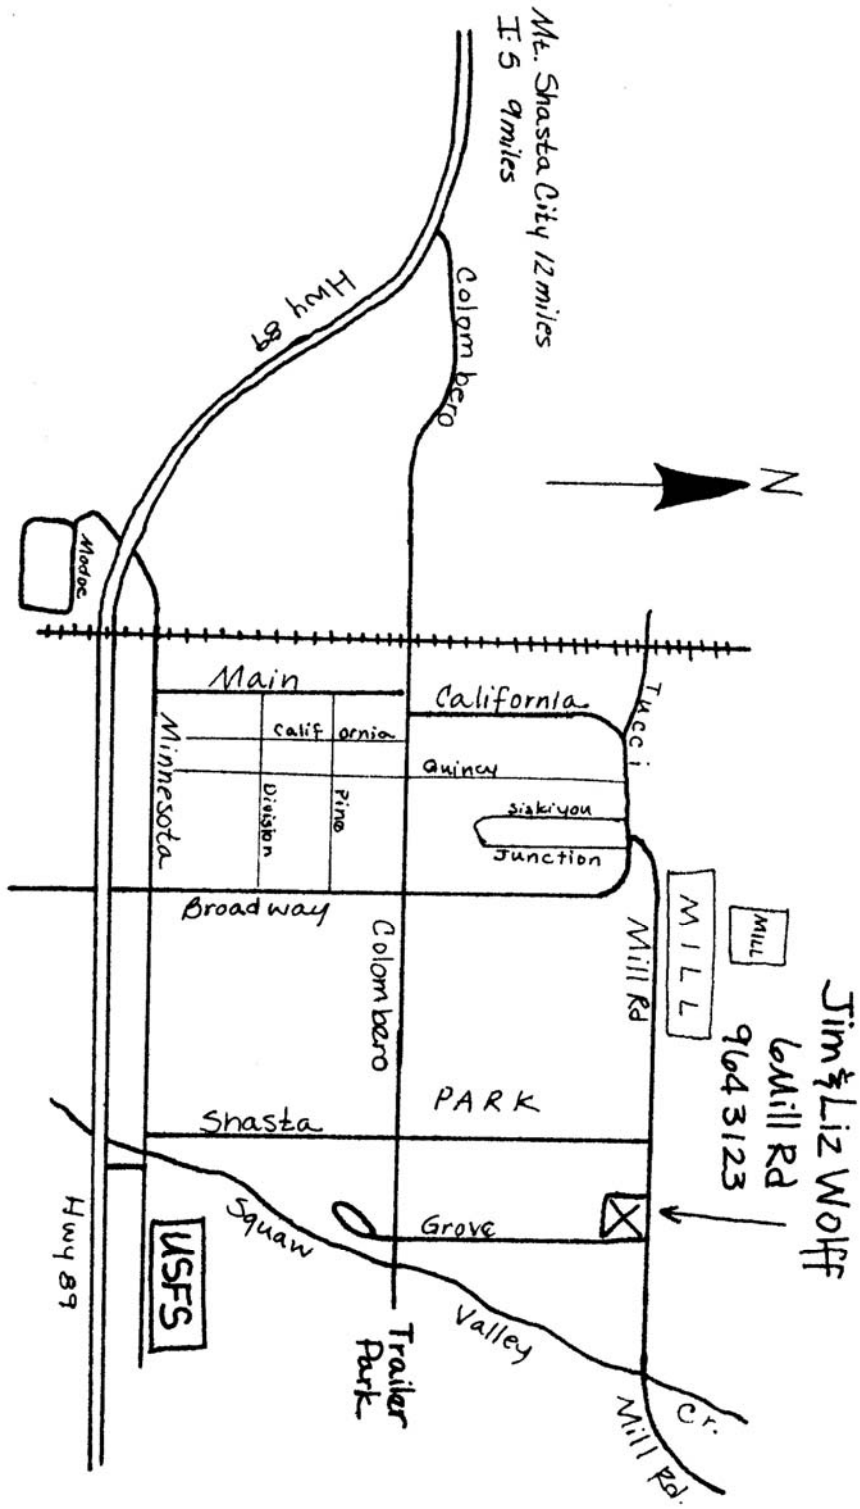 Mt. Shasta City 12 miles
I-5 9 miles
Hwy 89
Colombero
N
Modoc
Main
California
Tucci
Calif ornia
Quincy
Minnesota
Division
Pine
Siskiyou
Junction
Broadway
Colombero
Mill Rd
MILL
MILL
Jim & Liz Wolff
6 Mill Rd
964 3123
PARK
Shasta
Grove
Squaw
Valley
Cr.
Mill Rd.
Trailer
Park
USFS
Hwy 89